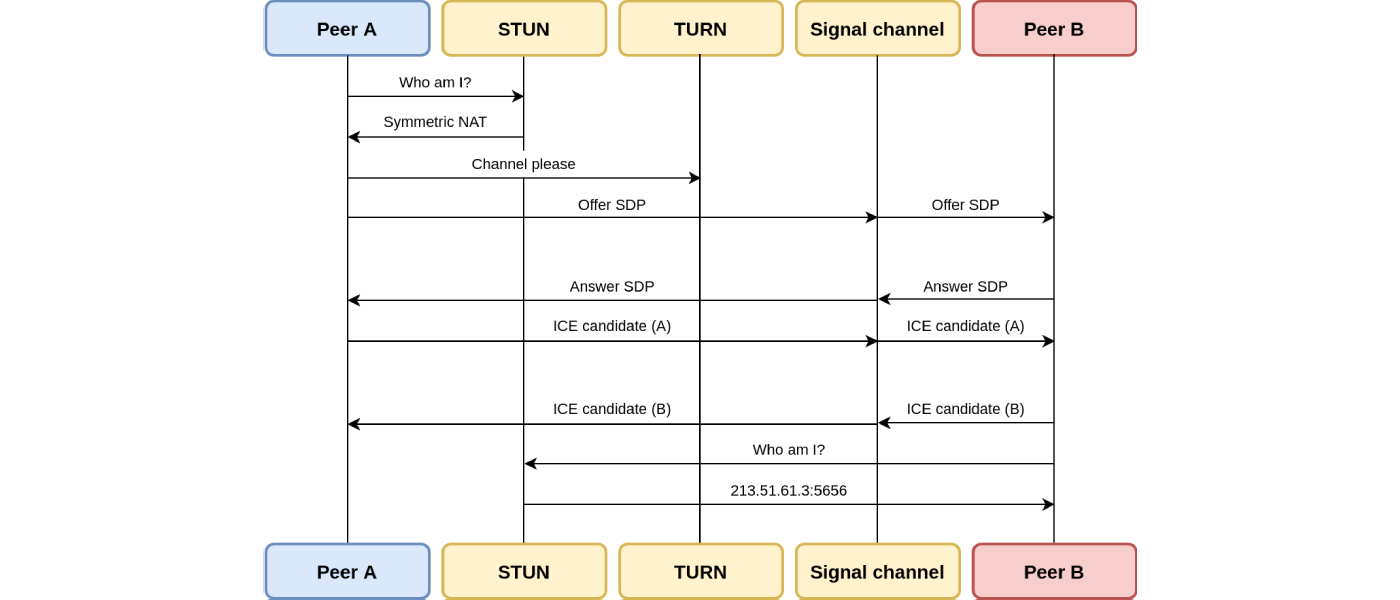 Peer A
STUN
TURN
Signal channel
Peer B
Who am I?
Symmetric NAT
Channel please
Offer SDP
Offer SDP
Answer SDP
Answer SDP
ICE candidate (A)
ICE candidate (A)
ICE candidate (B)
ICE candidate (B)
Who am I?
213.51.61.3:5656
Peer A
STUN
TURN
Signal channel
Peer B